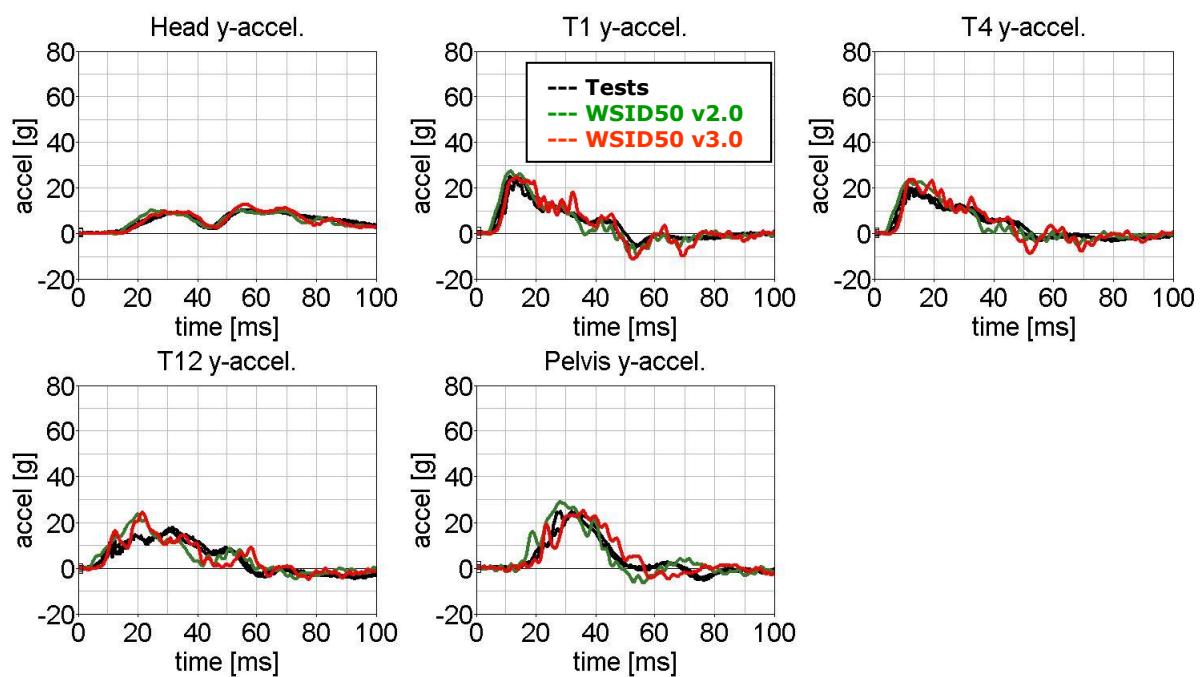 Head y-accel.
80
60
40
20
0
-20
accel [g]
0 20 40 60 80 100
time [ms]
T1 y-accel.
80
60
40
20
0
-20
accel [g]
--- Tests
--- WSID50 v2.0
--- WSID50 v3.0
0 20 40 60 80 100
time [ms]
T4 y-accel.
80
60
40
20
0
-20
accel [g]
0 20 40 60 80 100
time [ms]
T12 y-accel.
80
60
40
20
0
-20
accel [g]
0 20 40 60 80 100
time [ms]
Pelvis y-accel.
80
60
40
20
0
-20
accel [g]
0 20 40 60 80 100
time [ms]